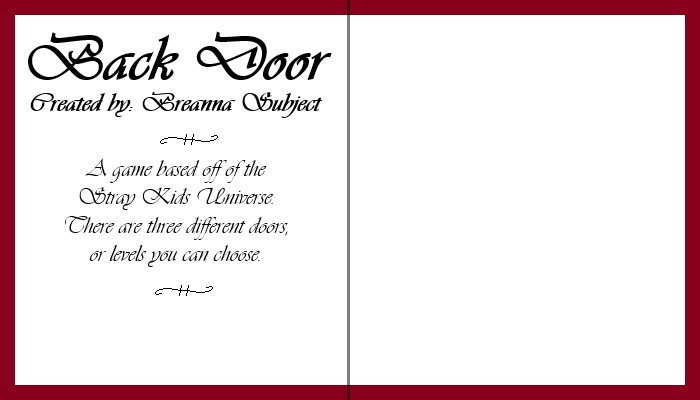 Back Door
Created by: Breanna Subject
A game based off of the
Stray Kids Universe.
There are three different doors,
or levels you can choose.